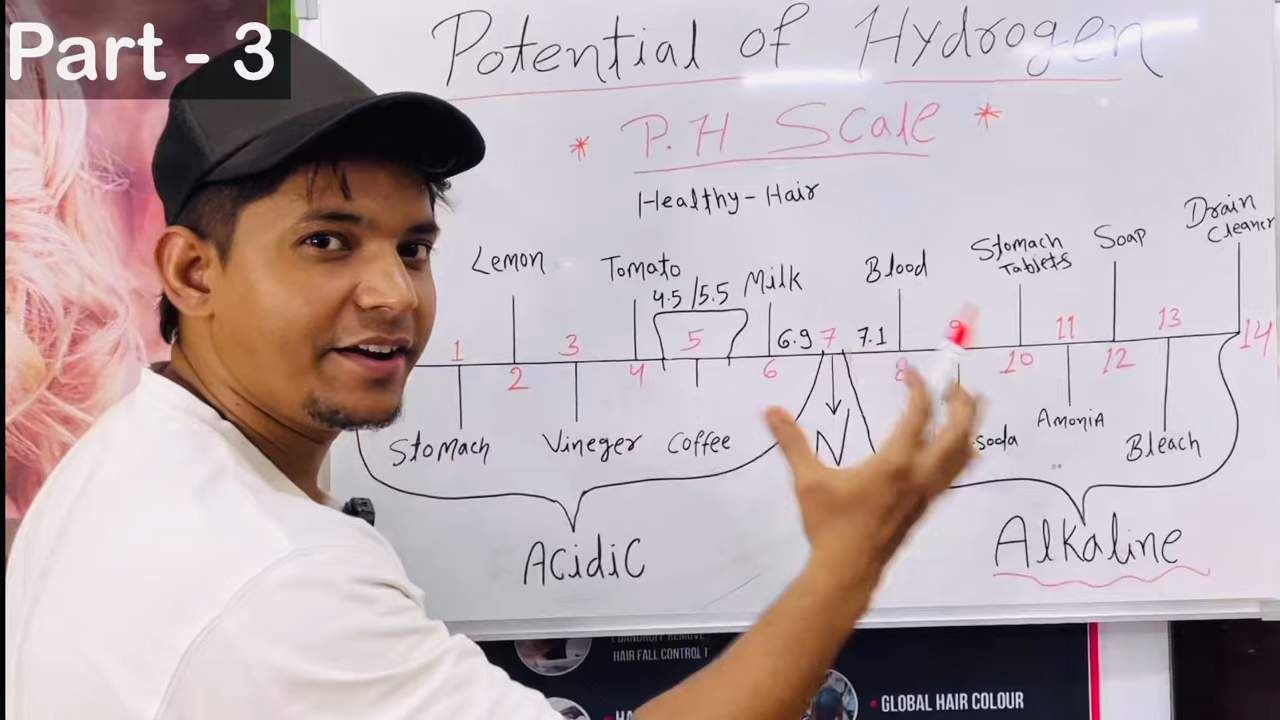 Part - 3
Potential of Hydrogen
* P.H Scale *
Healthy-Hair
Lemon Tomato Milk Blood Stomach Tablets Soap Drain Cleaner
4.5/5.5
1 2 3 4 5 6 6.9 7 7.1 8 9 10 11 12 13 14
Stomach Vineger Coffee N soda Amonia Bleach
Acidic Alkaline
HAIR FALL CONTROL
• GLOBAL HAIR COLOUR